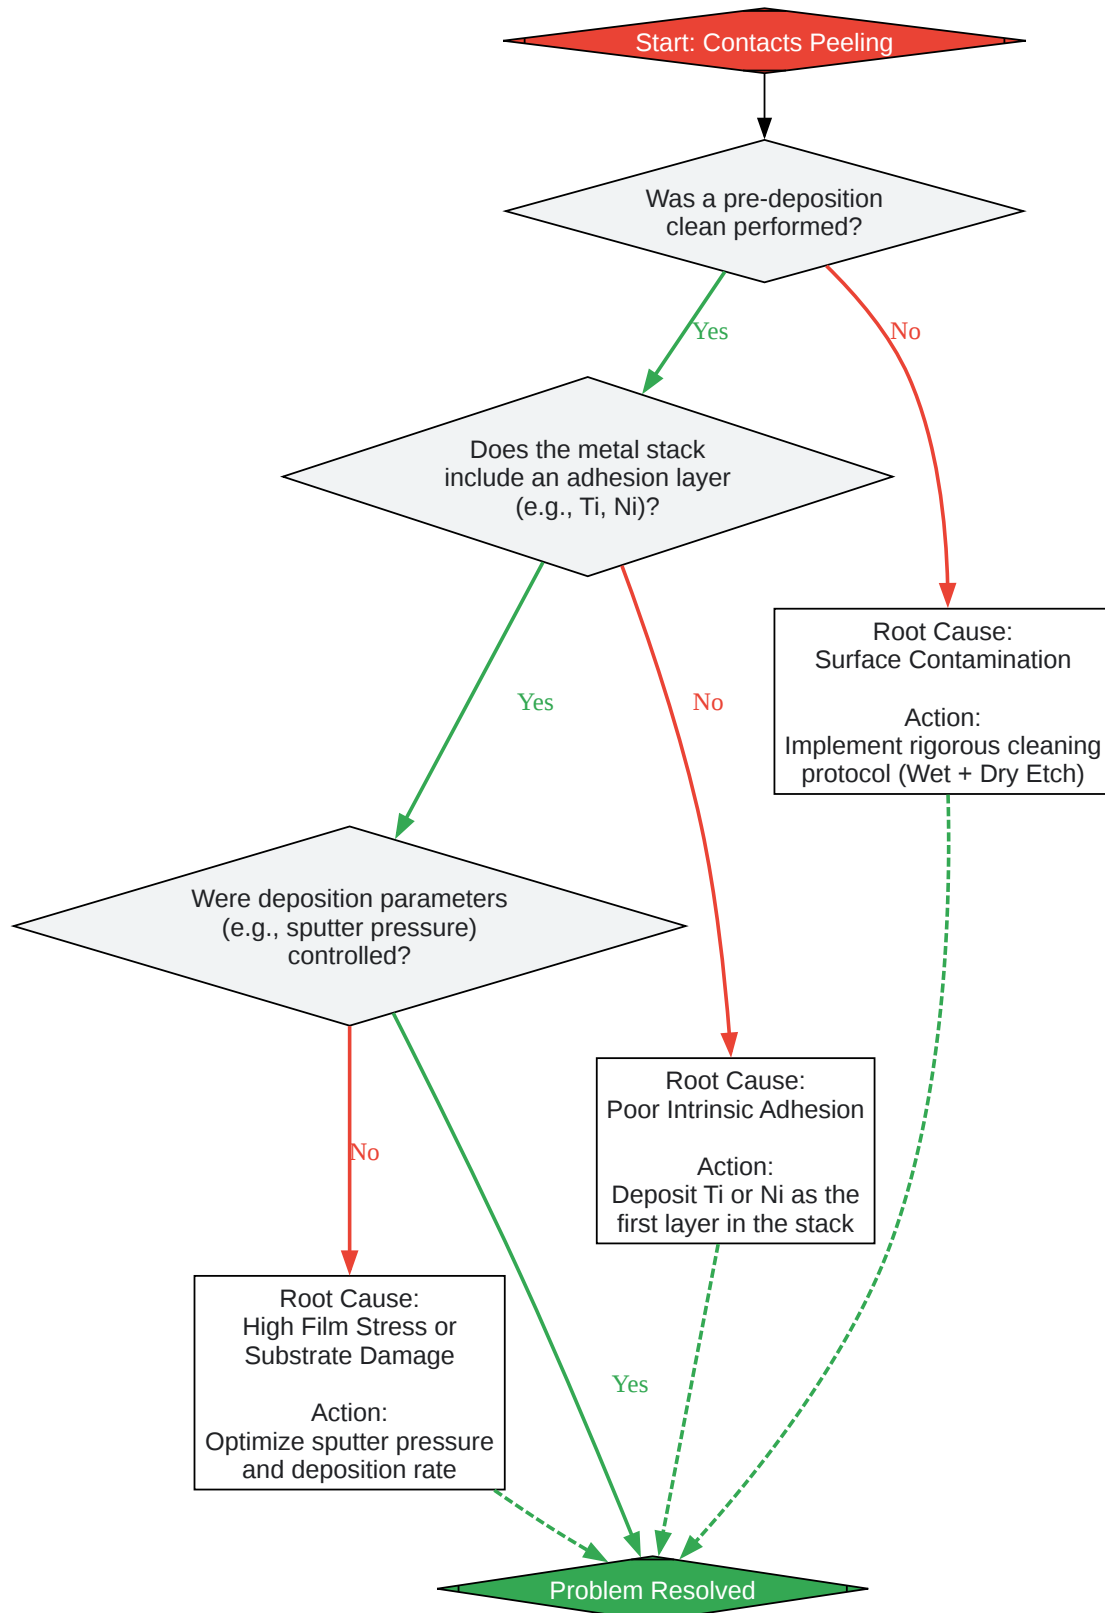 Start: Contacts Peeling
Was a pre-deposition
clean performed?
Yes
No
Does the metal stack
include an adhesion layer
(e.g., Ti, Ni)?
Root Cause:
Surface Contamination
Action:
Implement rigorous cleaning
protocol (Wet + Dry Etch)
Yes
No
Were deposition parameters
(e.g., sputter pressure)
controlled?
Root Cause:
Poor Intrinsic Adhesion
Action:
Deposit Ti or Ni as the
first layer in the stack
No
Root Cause:
High Film Stress or
Substrate Damage
Action:
Optimize sputter pressure
and deposition rate
Yes
Problem Resolved